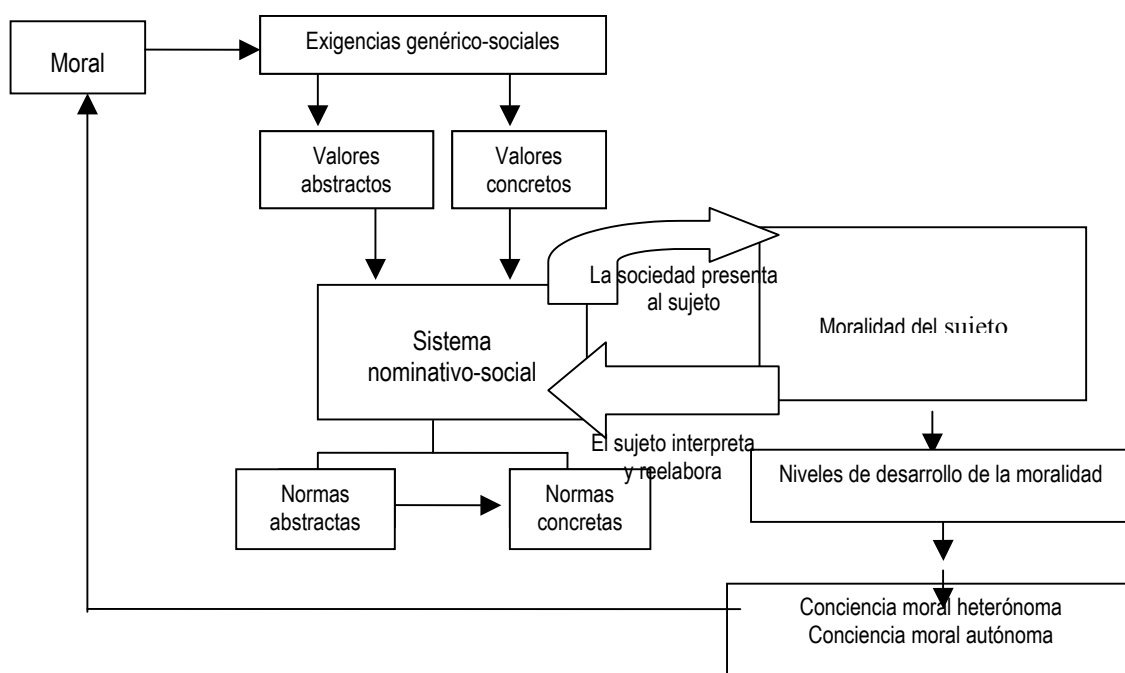 Exigencias genérico-sociales
Moral
Valores
abstractos
Valores
concretos
La sociedad presenta
al sujeto
Moralidad del sujeto
Sistema
nominativo-social
El sujeto interpreta
y reelabora
Niveles de desarrollo de la moralidad
Normas
abstractas
Normas
concretas
Conciencia moral heterónoma
Conciencia moral autónoma